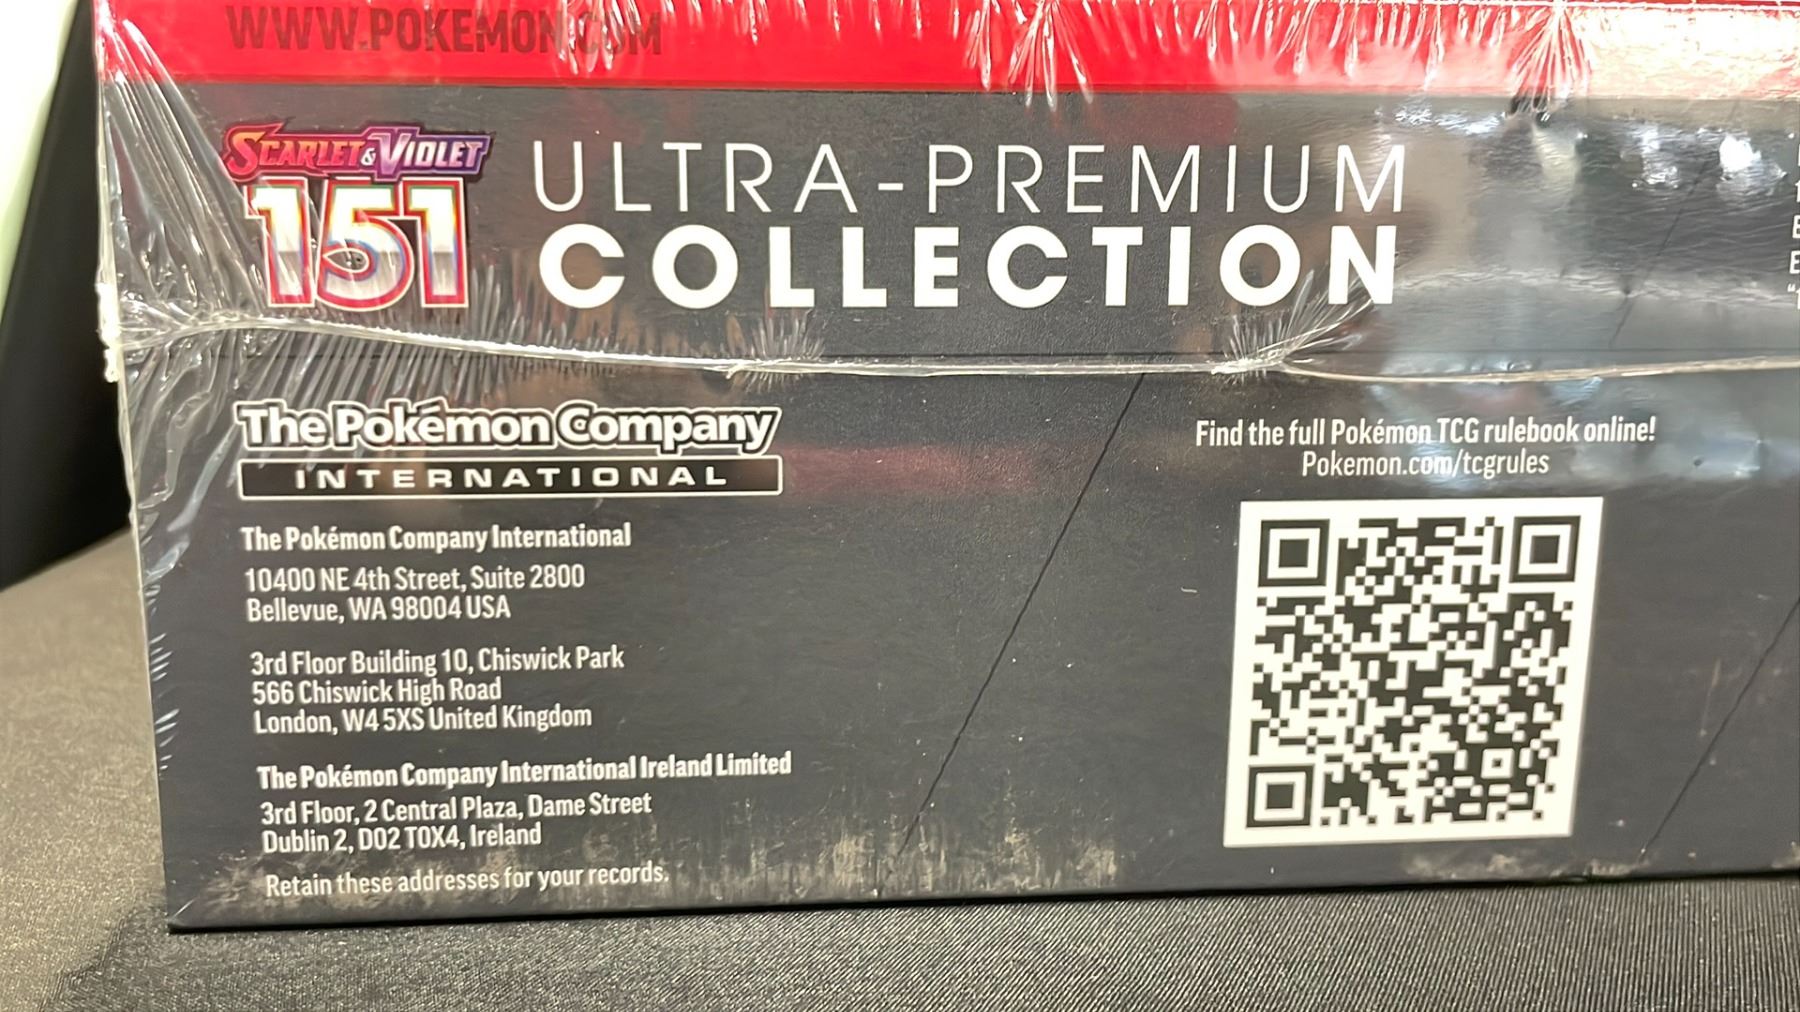 WWW.POKEMON.COM
SCARLET & VIOLET
151
ULTRA-PREMIUM
COLLECTION
The Pokémon Company
INTERNATIONAL
The Pokémon Company International
10400 NE 4th Street, Suite 2800
Bellevue, WA 98004 USA
3rd Floor Building 10, Chiswick Park
566 Chiswick High Road
London, W4 5XS United Kingdom
The Pokémon Company International Ireland Limited
3rd Floor, 2 Central Plaza, Dame Street
Dublin 2, D02 T0X4, Ireland
Retain these addresses for your records.
Find the full Pokémon TCG rulebook online!
Pokemon.com/tcgrules